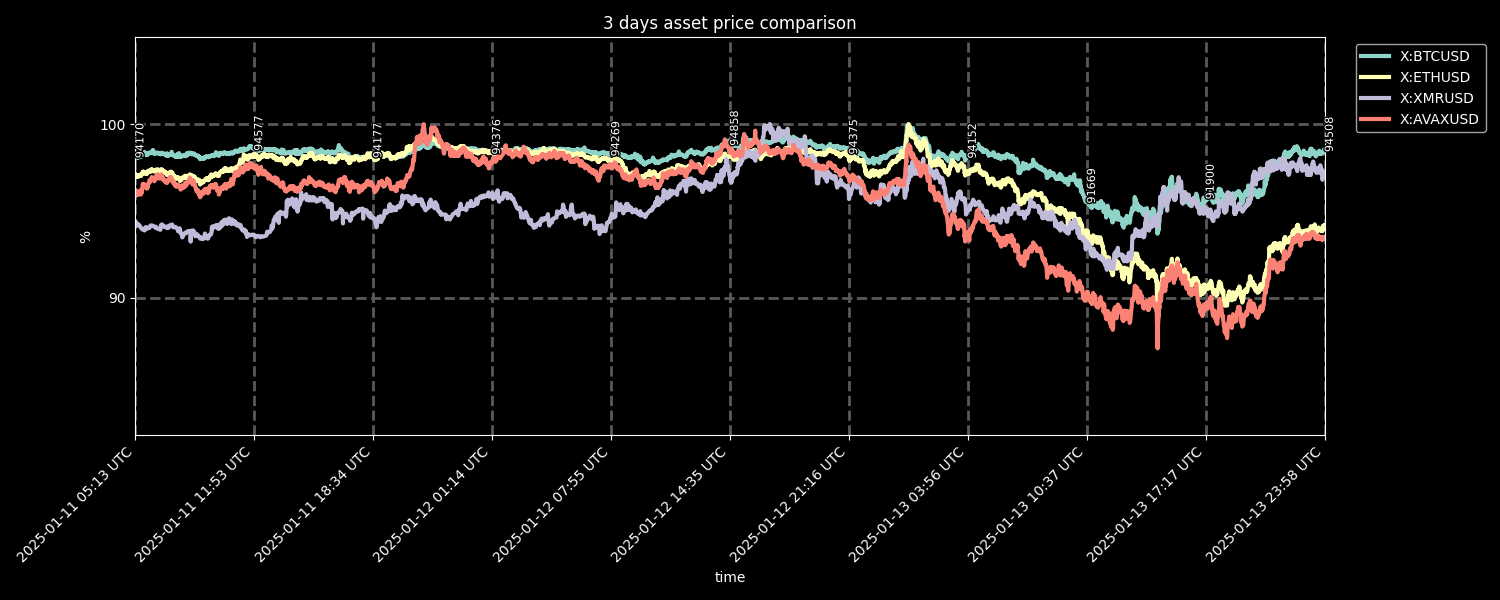 3 days asset price comparison
X:BTCUSD
X:ETHUSD
X:XMRUSD
X:AVAXUSD
100
90
%
94170
94577
94177
94376
94269
94858
94375
94152
91669
91900
94508
2025-01-11 05:13 UTC
2025-01-11 11:53 UTC
2025-01-11 18:34 UTC
2025-01-12 01:14 UTC
2025-01-12 07:55 UTC
2025-01-12 14:35 UTC
2025-01-12 21:16 UTC
2025-01-13 03:56 UTC
2025-01-13 10:37 UTC
2025-01-13 17:17 UTC
2025-01-13 23:58 UTC
time